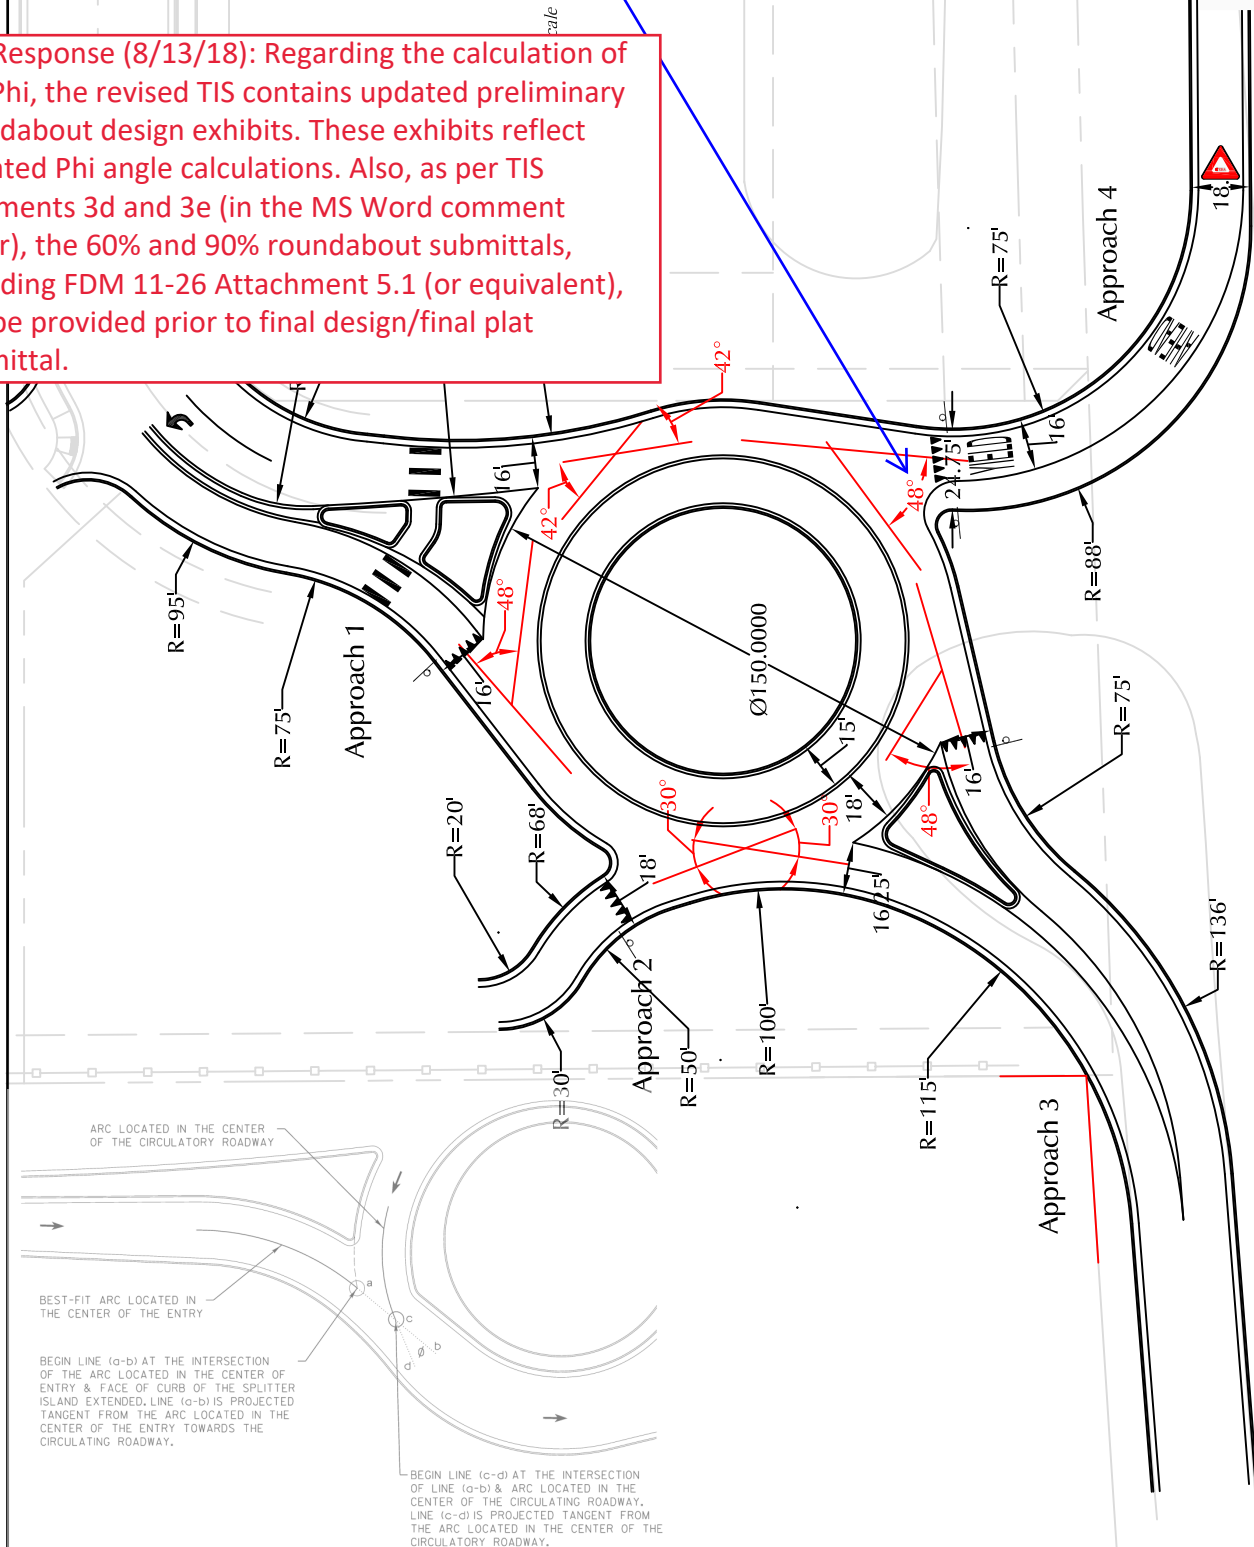 cale
Response (8/13/18): Regarding the calculation of
Phi, the revised TIS contains updated preliminary
dabout design exhibits. These exhibits reflect
ated Phi angle calculations. Also, as per TIS
ments 3d and 3e (in the MS Word comment
r), the 60% and 90% roundabout submittals,
ding FDM 11-26 Attachment 5.1 (or equivalent),
be provided prior to final design/final plat
nittal.
18.
Approach 4
R=75'
R
42°
16'
42°
48°
24.75'
16'
R=88'
R=95'
48°
R=75'
Approach 1
16'
Ø150.0000
15'
R=75'
16'
48°
18'
30°
30°
R=20'
R=68'
18'
16.25'
R=136'
Approach 2
R=50'
R=100'
R=30'
R=115'
Approach 3
ARC LOCATED IN THE CENTER
OF THE CIRCULATORY ROADWAY
a
c
b
d
Ø
BEST-FIT ARC LOCATED IN
THE CENTER OF THE ENTRY
BEGIN LINE (a-b) AT THE INTERSECTION
OF THE ARC LOCATED IN THE CENTER OF
ENTRY & FACE OF CURB OF THE SPLITTER
ISLAND EXTENDED. LINE (a-b) IS PROJECTED
TANGENT FROM THE ARC LOCATED IN THE
CENTER OF THE ENTRY TOWARDS THE
CIRCULATING ROADWAY.
BEGIN LINE (c-d) AT THE INTERSECTION
OF LINE (a-b) & ARC LOCATED IN THE
CENTER OF THE CIRCULATING ROADWAY.
LINE (c-d) IS PROJECTED TANGENT FROM
THE ARC LOCATED IN THE CENTER OF THE
CIRCULATORY ROADWAY.